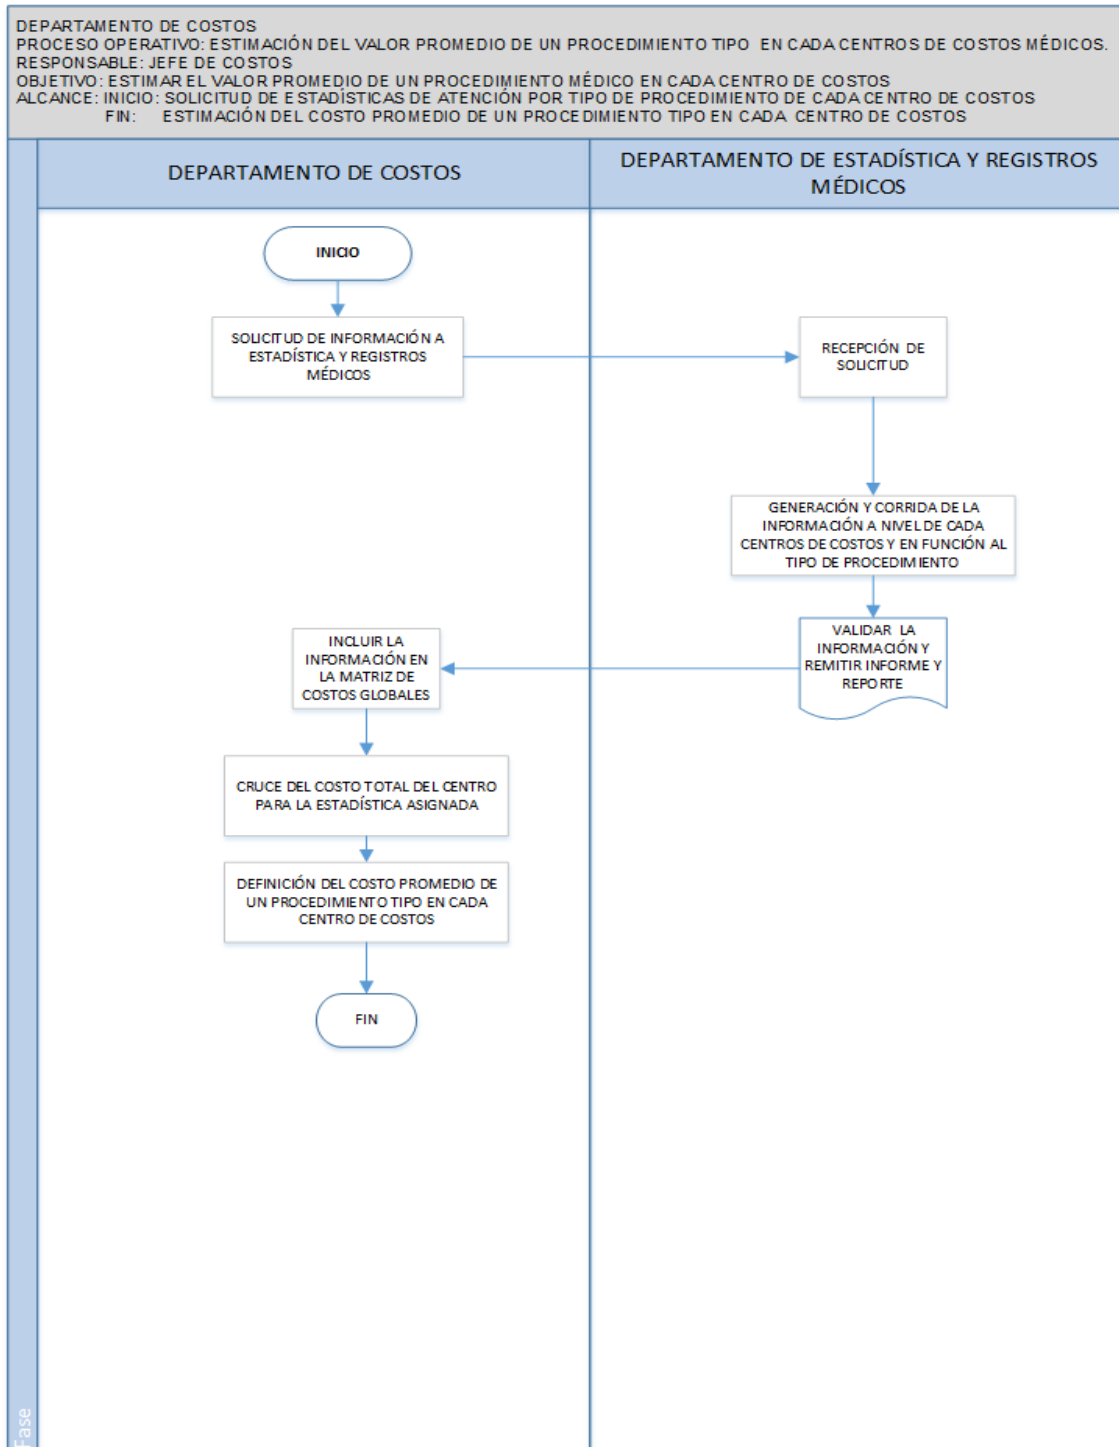 DEPARTAMENTO DE COSTOS
PROCESO OPERATIVO: ESTIMACIÓN DEL VALOR PROMEDIO DE UN PROCEDIMIENTO TIPO EN CADA CENTROS DE COSTOS MÉDICOS.
RESPONSABLE: JEFE DE COSTOS
OBJETIVO: ESTIMAR EL VALOR PROMEDIO DE UN PROCEDIMIENTO MÉDICO EN CADA CENTRO DE COSTOS
ALCANCE: INICIO: SOLICITUD DE ESTADÍSTICAS DE ATENCIÓN POR TIPO DE PROCEDIMIENTO DE CADA CENTRO DE COSTOS
FIN: ESTIMACIÓN DEL COSTO PROMEDIO DE UN PROCEDIMIENTO TIPO EN CADA CENTRO DE COSTOS
DEPARTAMENTO DE COSTOS
DEPARTAMENTO DE ESTADÍSTICA Y REGISTROS
MÉDICOS
INICIO
SOLICITUD DE INFORMACIÓN A
ESTADÍSTICA Y REGISTROS
MÉDICOS
RECEPCIÓN DE
SOLICITUD
GENERACIÓN Y CORRIDA DE LA
INFORMACIÓN A NIVEL DE CADA
CENTROS DE COSTOS Y EN FUNCIÓN AL
TIPO DE PROCEDIMIENTO
VALIDAR LA
INFORMACIÓN Y
REMITIR INFORME Y
REPORTE
INCLUIR LA
INFORMACIÓN EN
LA MATRIZ DE
COSTOS GLOBALES
CRUCE DEL COSTO TOTAL DEL CENTRO
PARA LA ESTADÍSTICA ASIGNADA
DEFINICIÓN DEL COSTO PROMEDIO DE
UN PROCEDIMIENTO TIPO EN CADA
CENTRO DE COSTOS
FIN
Fase